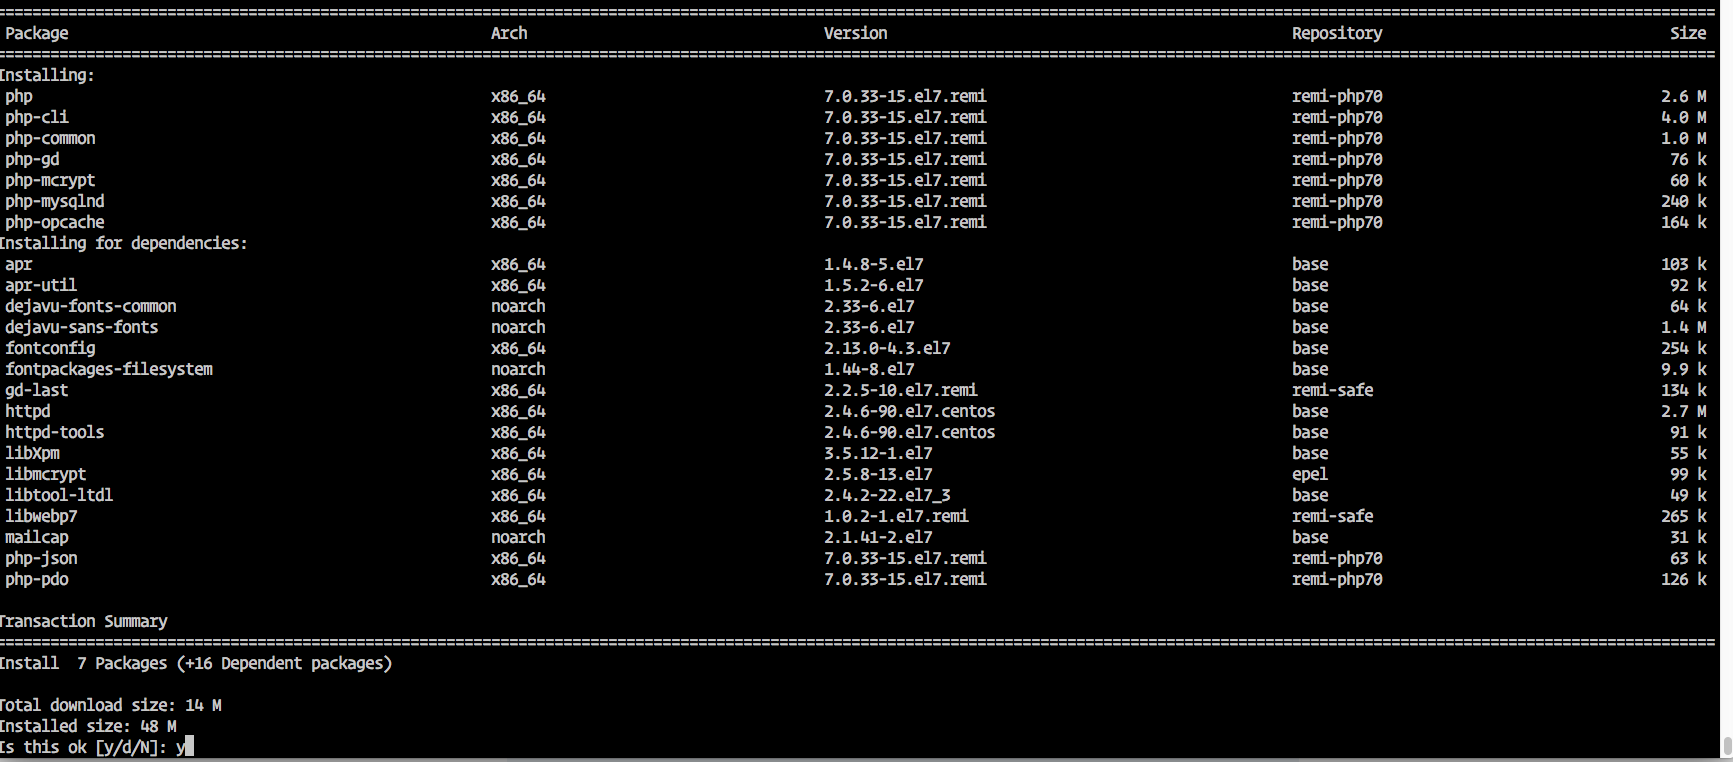 ================================================================================
Package Arch Version Repository Size
================================================================================
Installing:
php x86_64 7.0.33-15.el7.remi remi-php70 2.6 M
php-cli x86_64 7.0.33-15.el7.remi remi-php70 4.0 M
php-common x86_64 7.0.33-15.el7.remi remi-php70 1.0 M
php-gd x86_64 7.0.33-15.el7.remi remi-php70 76 k
php-mcrypt x86_64 7.0.33-15.el7.remi remi-php70 60 k
php-mysqlnd x86_64 7.0.33-15.el7.remi remi-php70 240 k
php-opcache x86_64 7.0.33-15.el7.remi remi-php70 164 k
Installing for dependencies:
apr x86_64 1.4.8-5.el7 base 103 k
apr-util x86_64 1.5.2-6.el7 base 92 k
dejavu-fonts-common noarch 2.33-6.el7 base 64 k
dejavu-sans-fonts noarch 2.33-6.el7 base 1.4 M
fontconfig x86_64 2.13.0-4.3.el7 base 254 k
fontpackages-filesystem noarch 1.44-8.el7 base 9.9 k
gd-last x86_64 2.2.5-10.el7.remi remi-safe 134 k
httpd x86_64 2.4.6-90.el7.centos base 2.7 M
httpd-tools x86_64 2.4.6-90.el7.centos base 91 k
libXpm x86_64 3.5.12-1.el7 base 55 k
libmcrypt x86_64 2.5.8-13.el7 epel 99 k
libtool-ltdl x86_64 2.4.2-22.el7_3 base 49 k
libwebp7 x86_64 1.0.2-1.el7.remi remi-safe 265 k
mailcap noarch 2.1.41-2.el7 base 31 k
php-json x86_64 7.0.33-15.el7.remi remi-php70 63 k
php-pdo x86_64 7.0.33-15.el7.remi remi-php70 126 k
Transaction Summary
================================================================================
Install 7 Packages (+16 Dependent packages)
Total download size: 14 M
Installed size: 48 M
Is this ok [y/d/N]: y